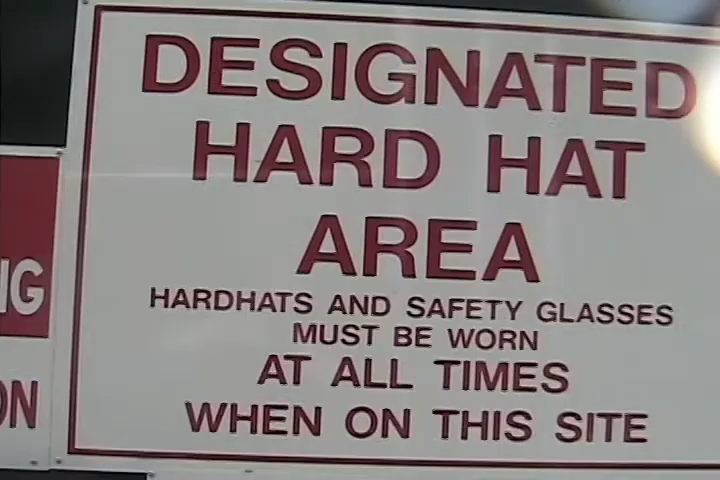 DESIGNATED
HARD HAT
AREA
HARDHATS AND SAFETY GLASSES
MUST BE WORN
AT ALL TIMES
WHEN ON THIS SITE